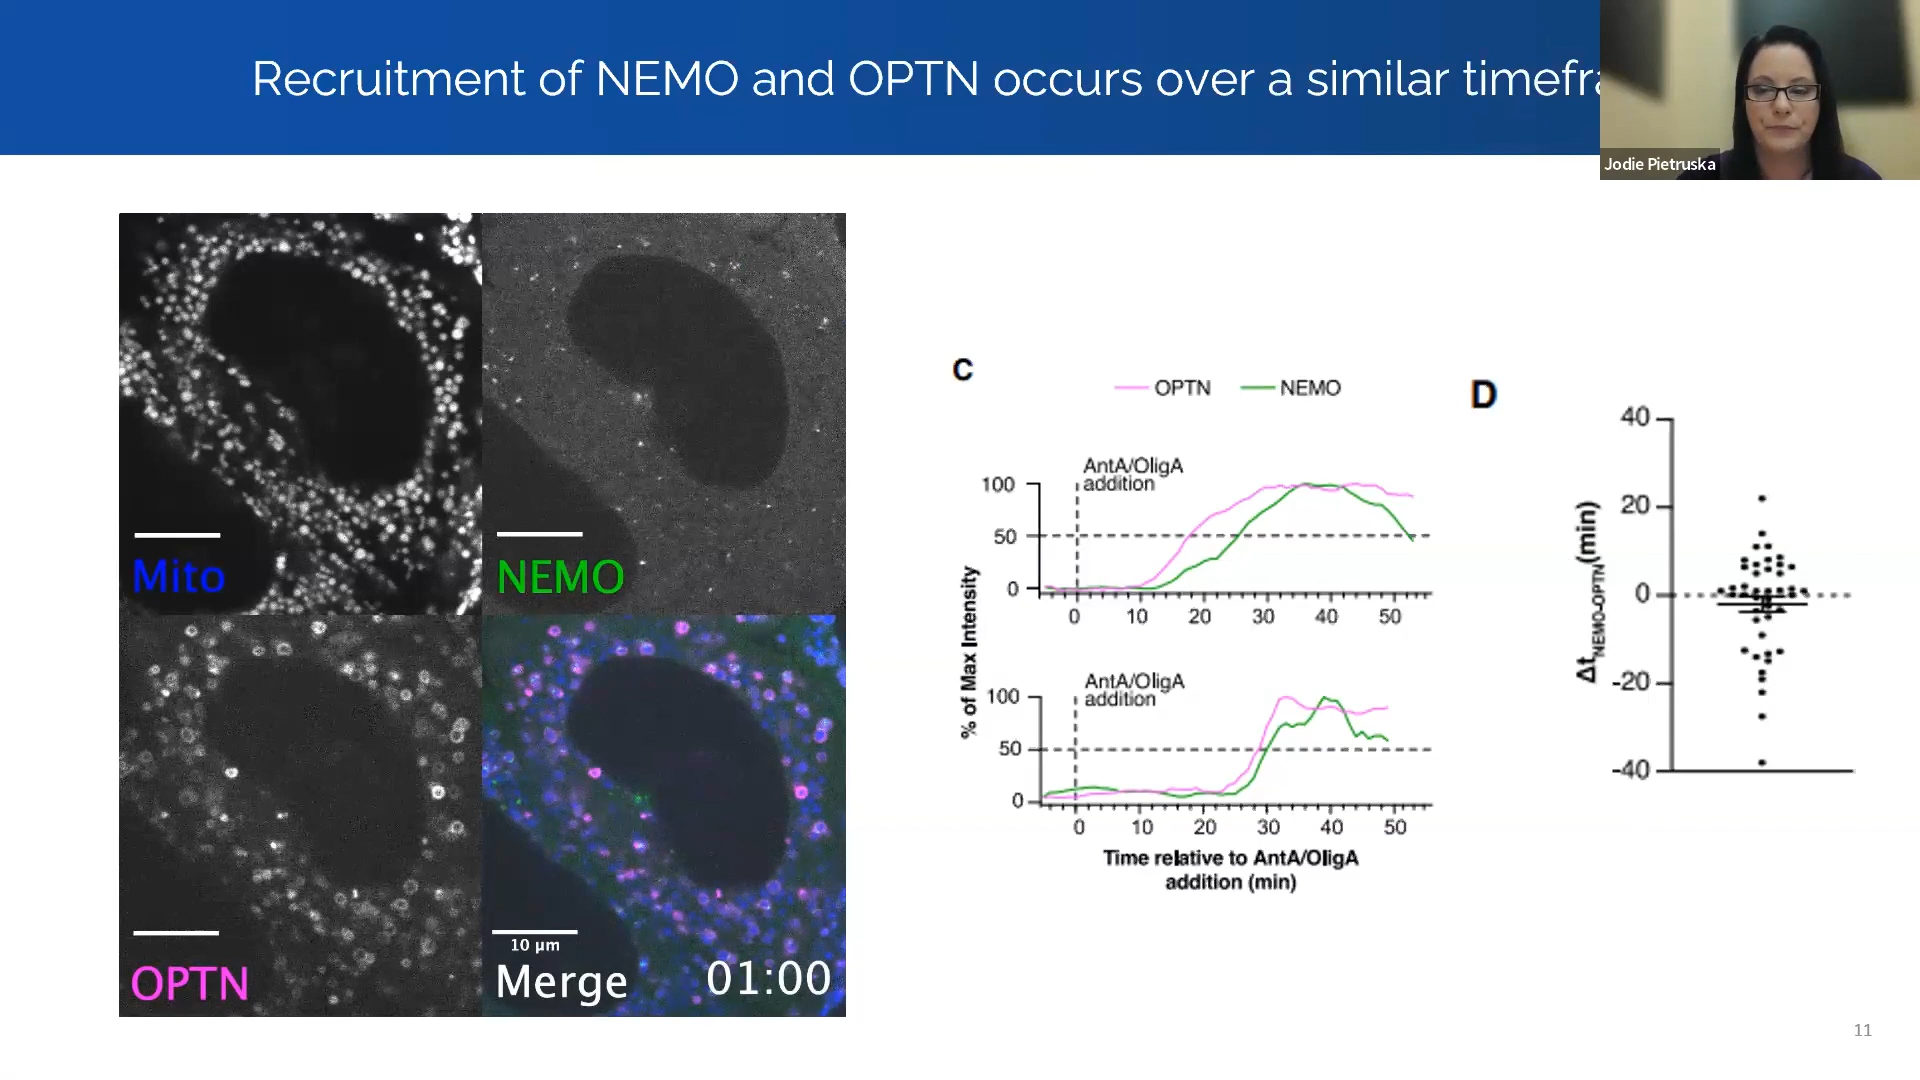 Recruitment of NEMO and OPTN occurs over a similar timefra
Jodie Pietruska
Mito
NEMO
OPTN
10 µm
Merge
01:00
C
OPTN
NEMO
AntA/OligA
addition
100
50
0
0 10 20 30 40 50
% of Max Intensity
AntA/OligA
addition
100
50
0
0 10 20 30 40 50
Time relative to AntA/OligA
addition (min)
D
40
20
0
-20
-40
ΔtNEMO-OPTN(min)
11